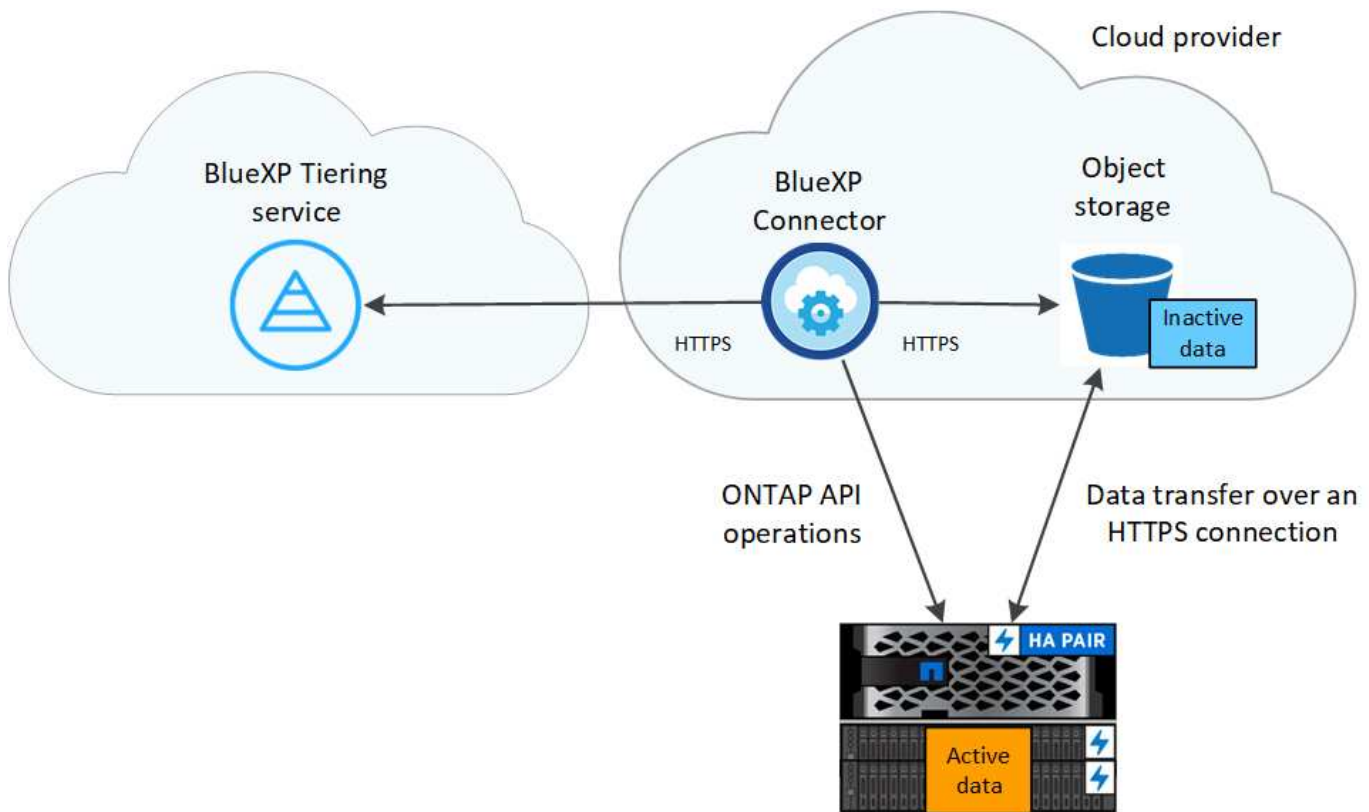 Cloud provider
BlueXP Tiering
service
BlueXP
Connector
Object
storage
Inactive
data
HTTPS
HTTPS
ONTAP API
operations
Data transfer over an
HTTPS connection
HA PAIR
Active
data